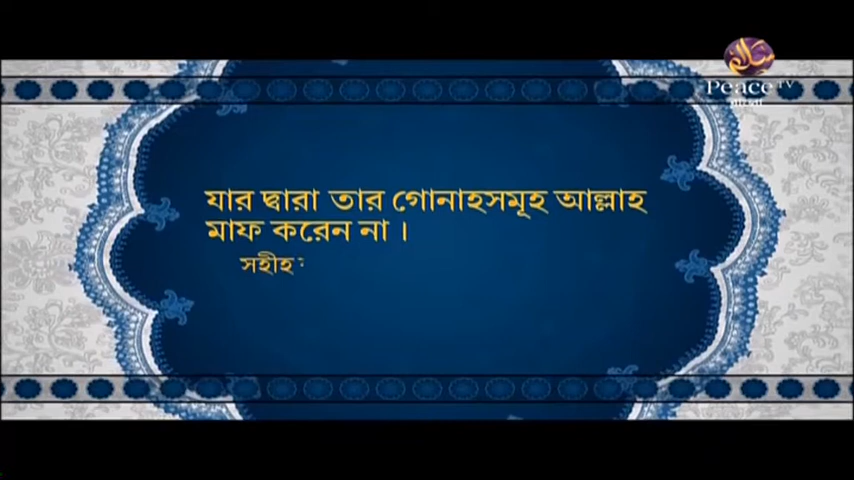 Peace TV
বাংলা
যার দ্বারা তার গোনাহসমূহ আল্লাহ
মাফ করেন না।
সহীহ